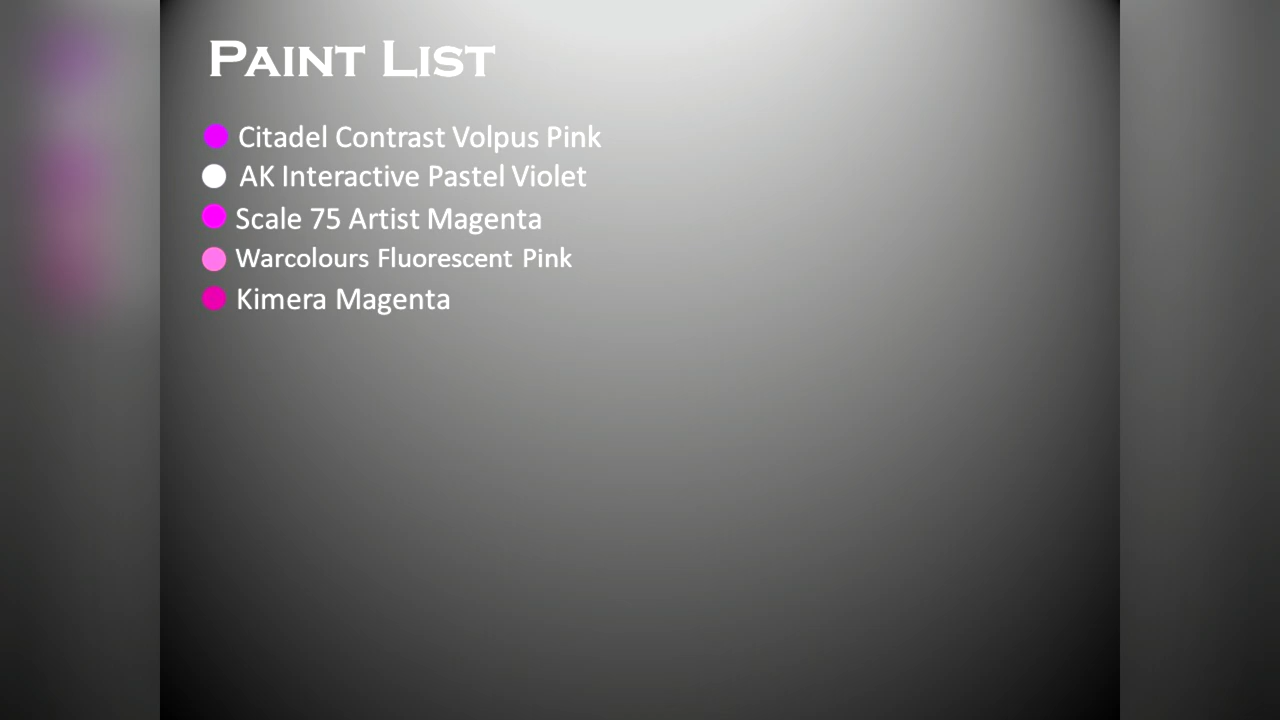 Paint List
Citadel Contrast Volpus Pink
AK Interactive Pastel Violet
Scale 75 Artist Magenta
Warcolours Fluorescent Pink
Kimera Magenta